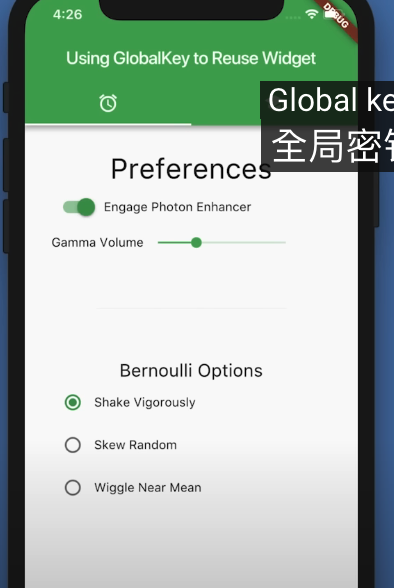 4:26
DEBUG
Using GlobalKey to Reuse Widget
Global ke
全局密钥
Preferences
Engage Photon Enhancer
Gamma Volume
Bernoulli Options
Shake Vigorously
Skew Random
Wiggle Near Mean